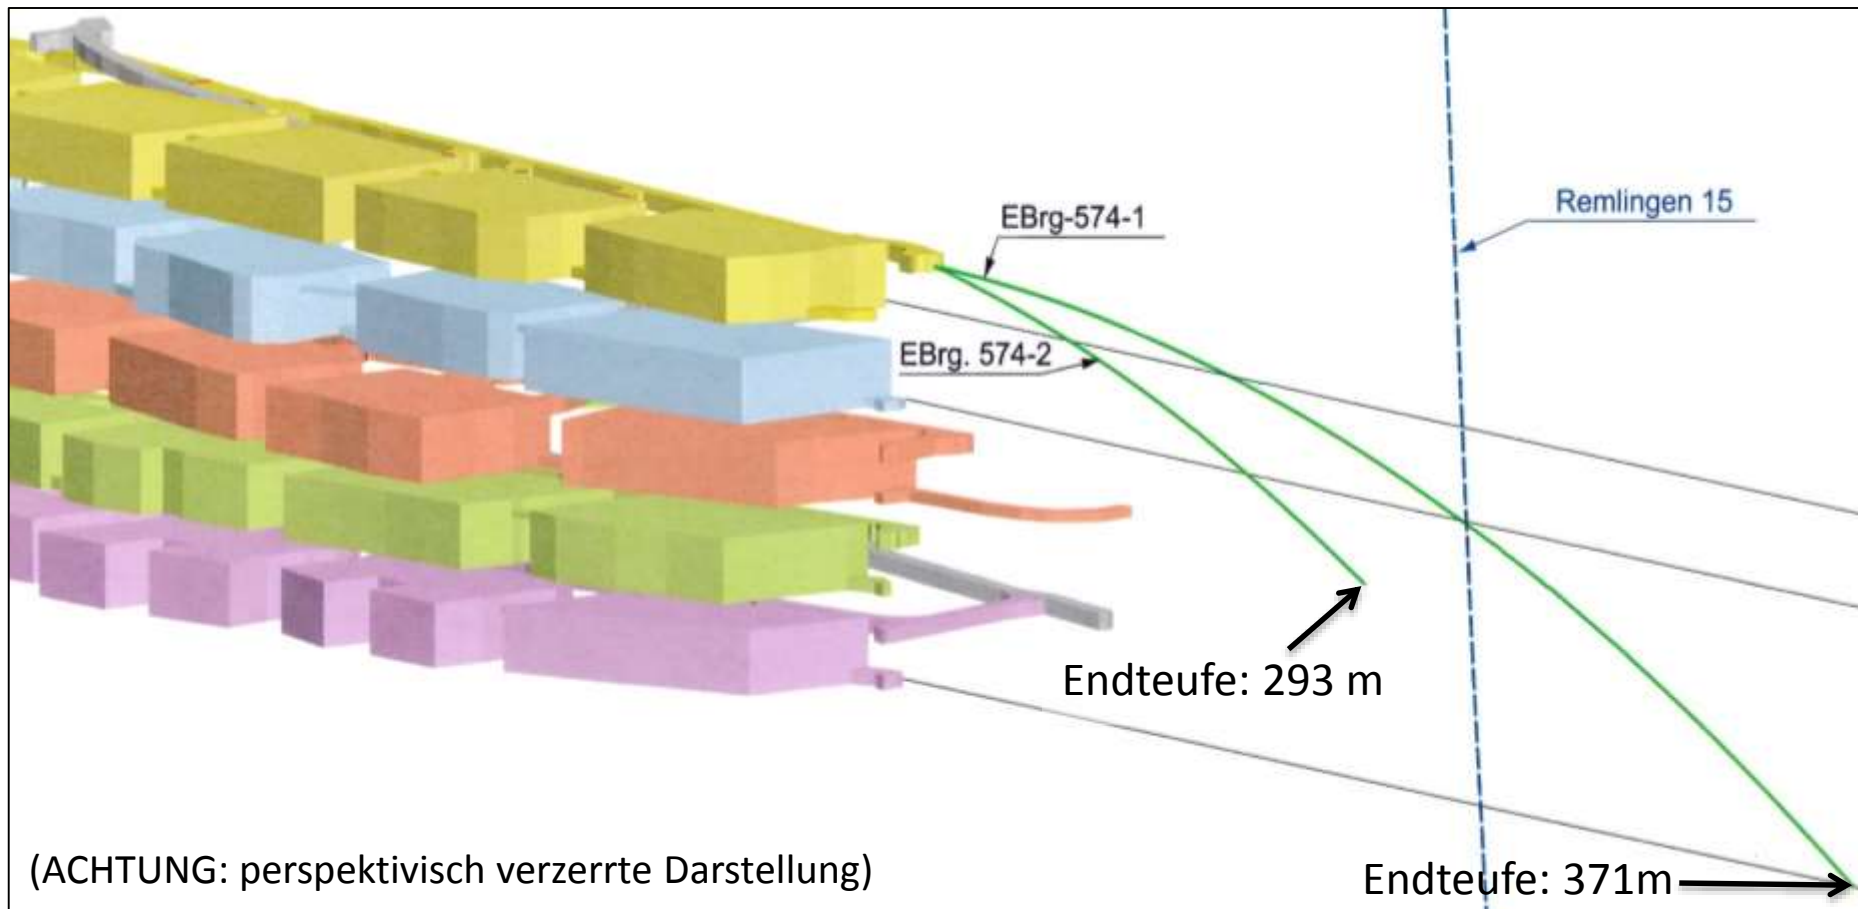 Remlingen 15
EBrg-574-1
EBrg. 574-2
Endteufe: 293 m
(ACHTUNG: perspektivisch verzerrte Darstellung)
Endteufe: 371m